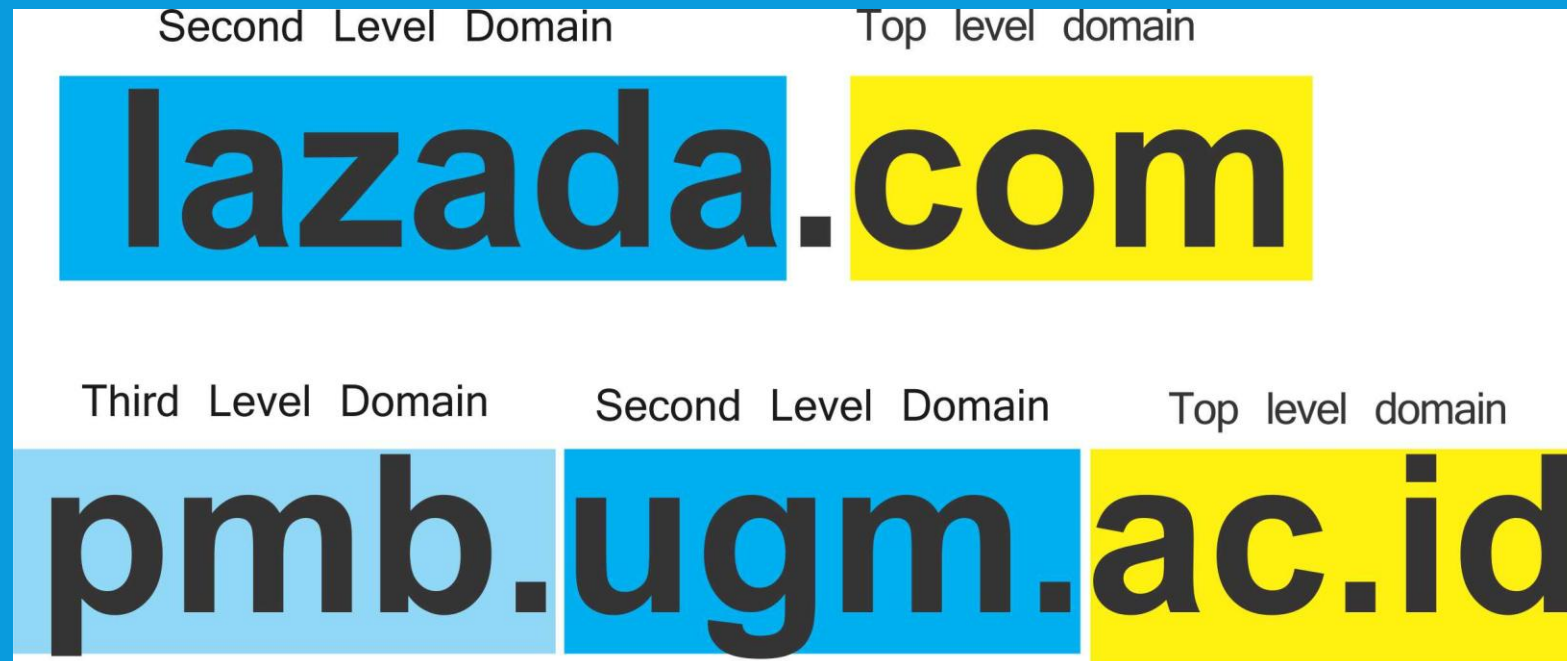 Second Level Domain Top level domain
lazada.com
Third Level Domain Second Level Domain Top level domain
pmb.ugm.ac.id